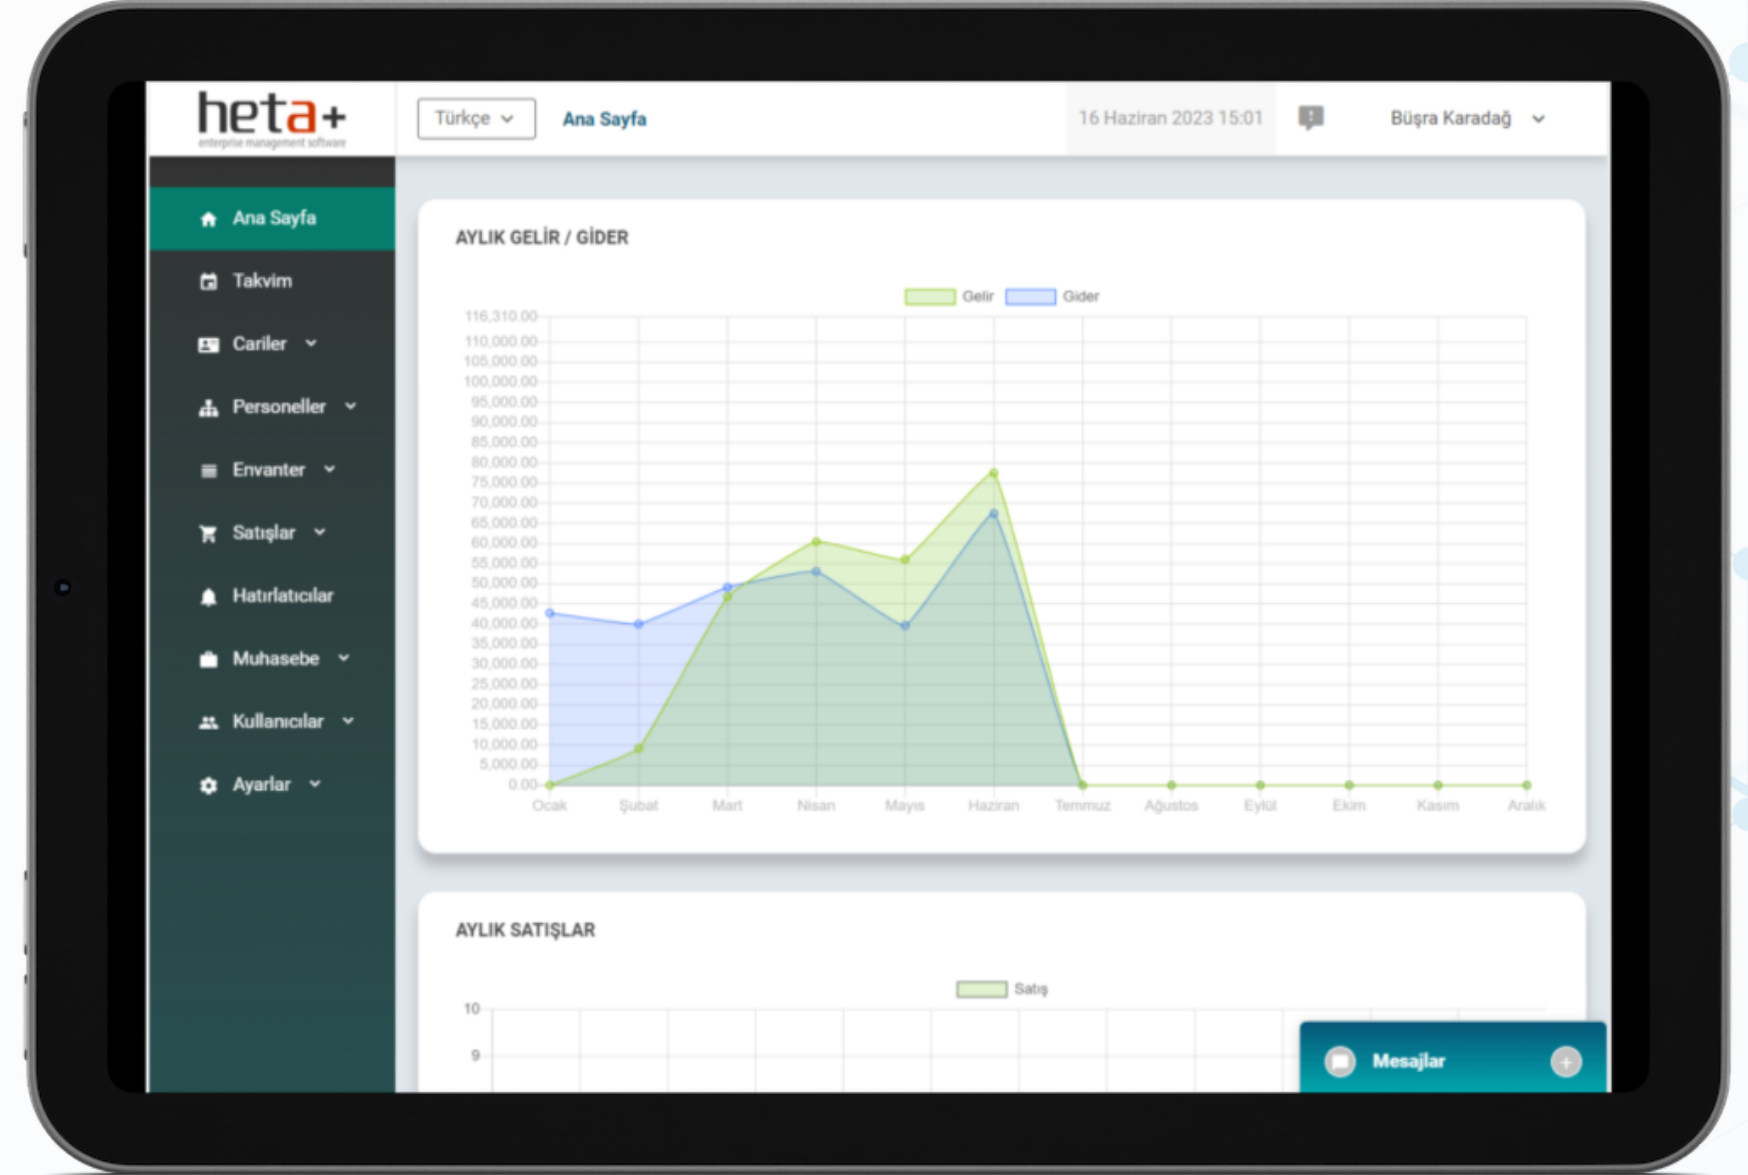 heta+
enterprise management software
Türkçe
Ana Sayfa
16 Haziran 2023 15:01
Büşra Karadağ
Ana Sayfa
Takvim
Cariler
Personeller
Envanter
Satışlar
Hatırlatıcılar
Muhasebe
Kullanıcılar
Ayarlar
AYLIK GELİR / GİDER
Gelir Gider
116,310.00
110,000.00
105,000.00
100,000.00
95,000.00
90,000.00
85,000.00
80,000.00
75,000.00
70,000.00
65,000.00
60,000.00
55,000.00
50,000.00
45,000.00
40,000.00
35,000.00
30,000.00
25,000.00
20,000.00
15,000.00
10,000.00
5,000.00
0.00
Ocak Şubat Mart Nisan Mayıs Haziran Temmuz Ağustos Eylül Ekim Kasım Aralık
AYLIK SATIŞLAR
Satış
10
9
Mesajlar